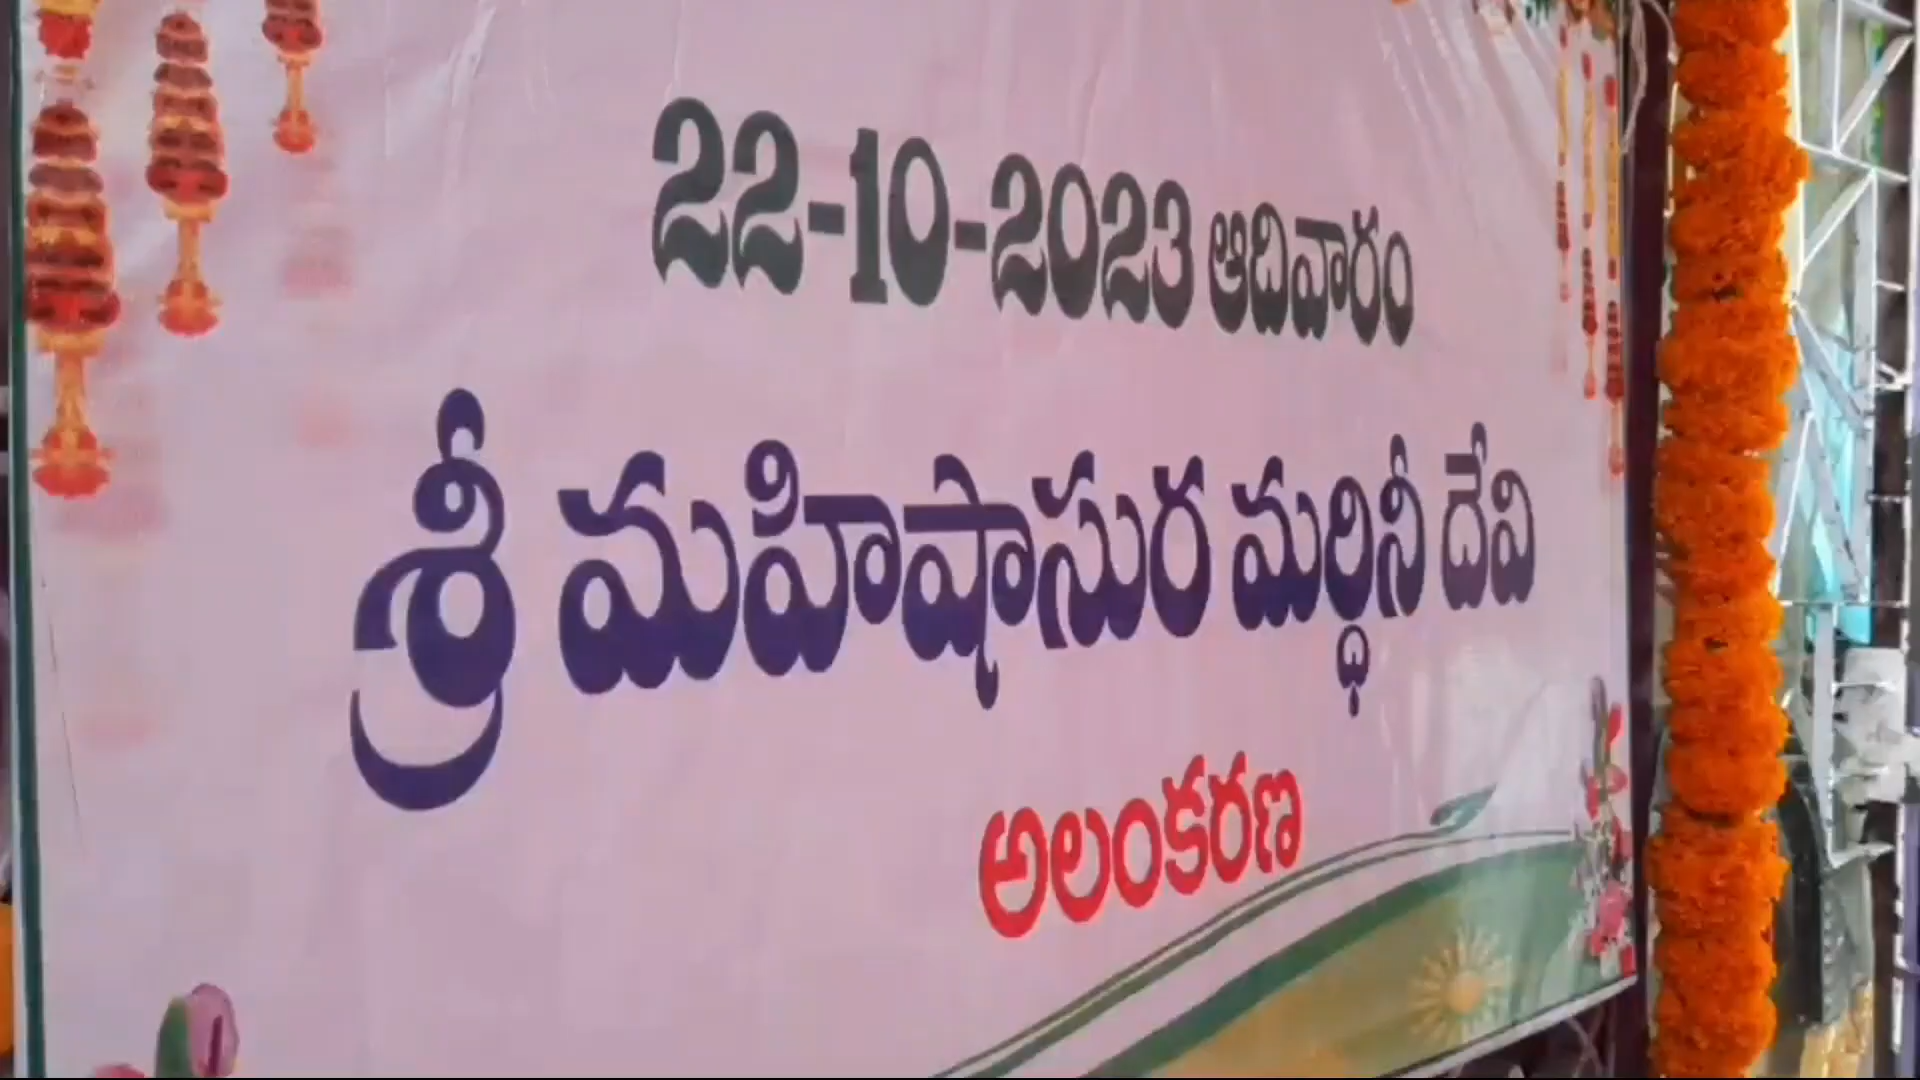 22-10-2023 ఆదివారం
శ్రీ మహిషాసుర మర్ధినీ దేవి
అలంకరణ